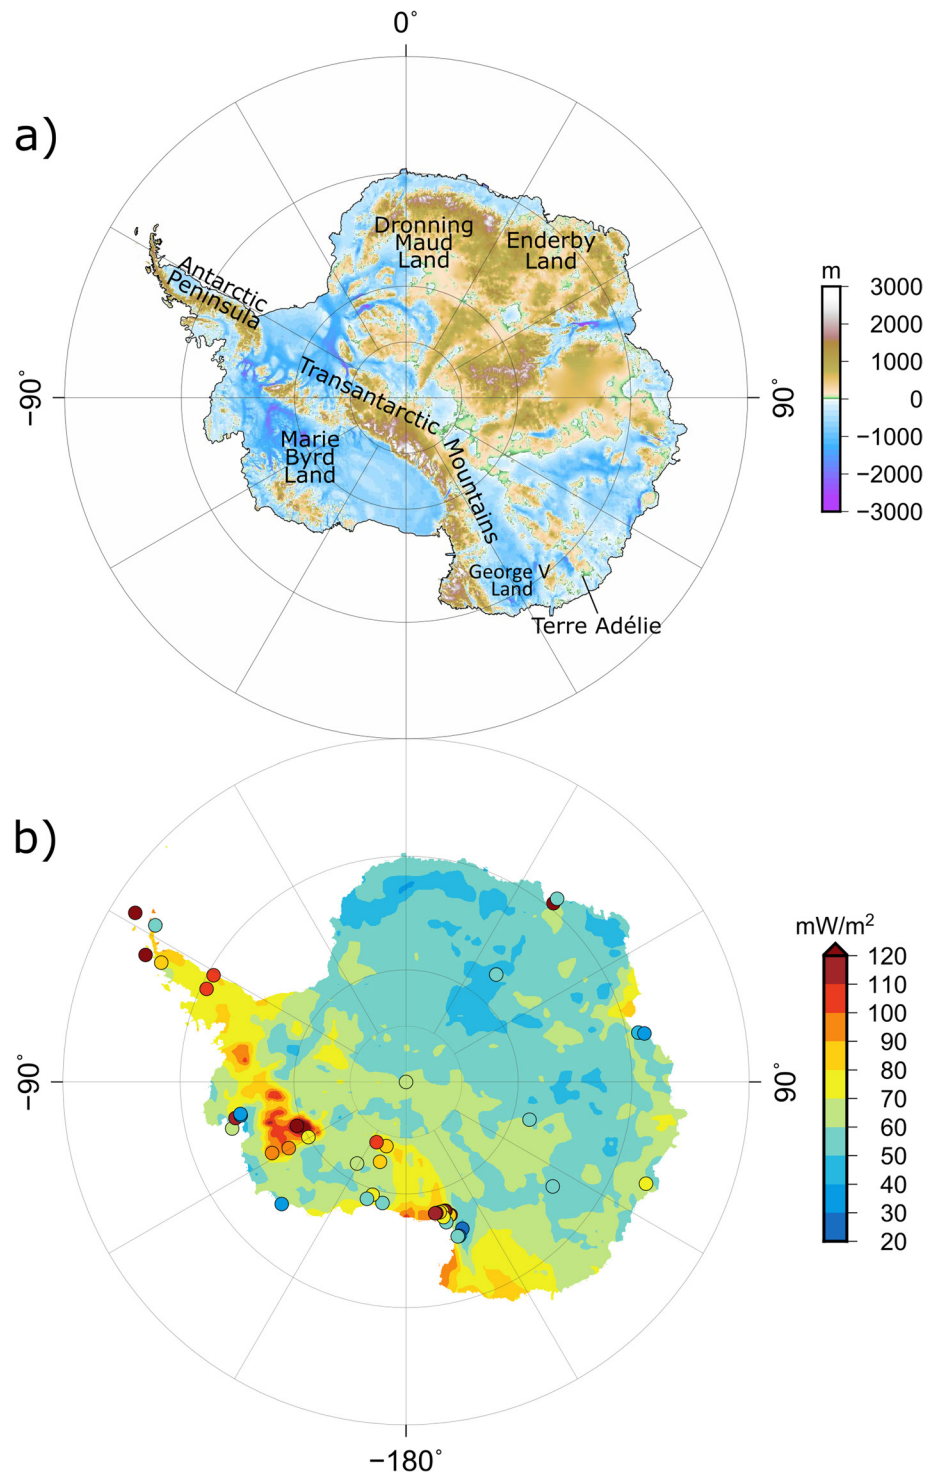 0°
a)
Dronning
Maud
Land
Enderby
Land
Antarctic
Peninsula
m
3000
2000
1000
0
−1000
−2000
−3000
−90°
90°
Transantarctic
Mountains
Marie
Byrd
Land
George V
Land
Terre Adélie
b)
mW/m²
120
110
100
90
80
70
60
50
40
30
20
−90°
90°
−180°